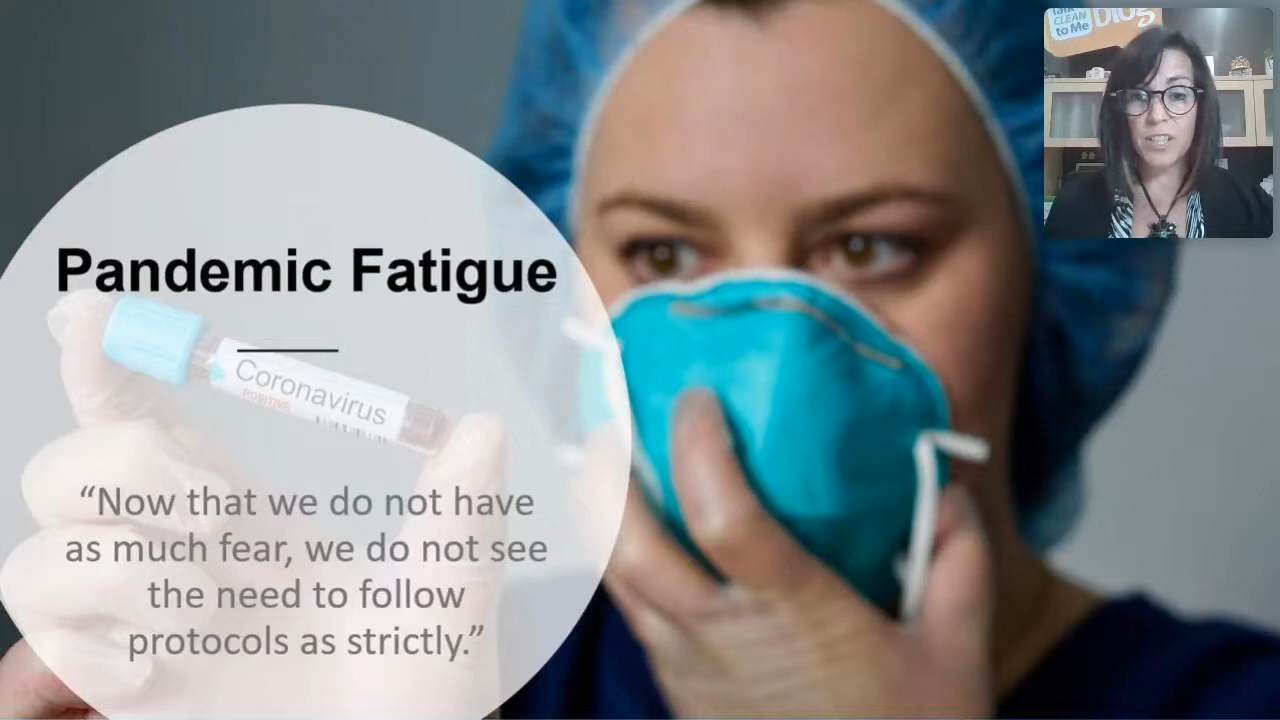 Pandemic Fatigue
Coronavirus
POSITIVE
“Now that we do not have
as much fear, we do not see
the need to follow
protocols as strictly.”
talk
CLEAN
to Me
Blog